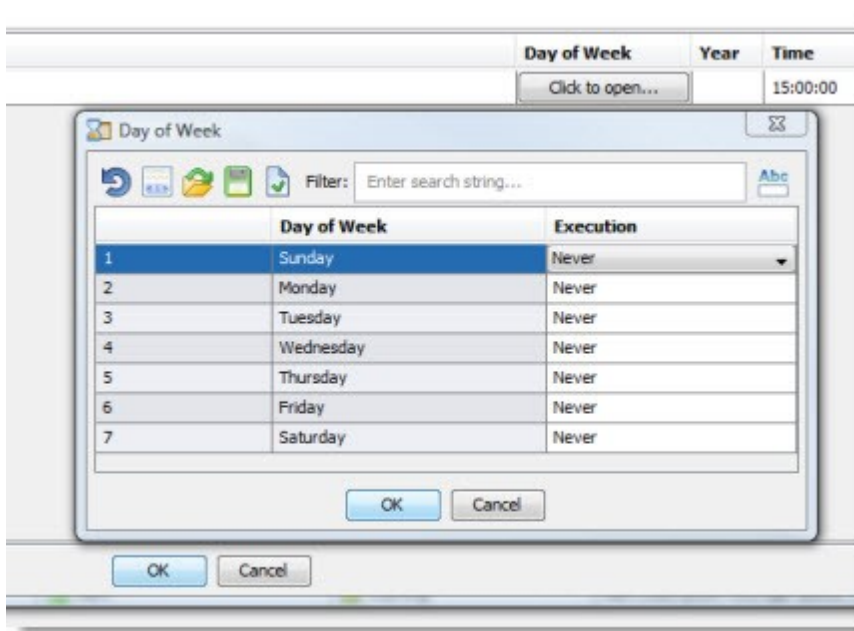 Day of Week Year Time
Click to open... 15:00:00
Day of Week
Filter: Enter search string... Abc
Day of Week Execution
1 Sunday Never
2 Monday Never
3 Tuesday Never
4 Wednesday Never
5 Thursday Never
6 Friday Never
7 Saturday Never
OK Cancel
OK Cancel